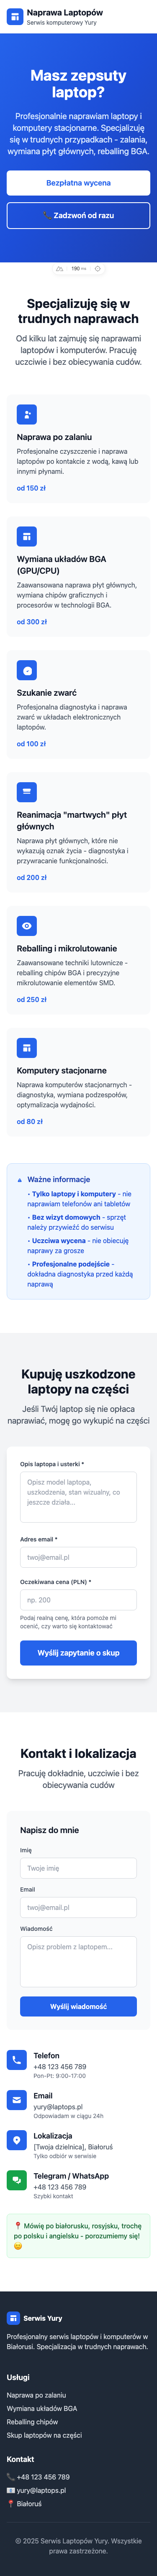 Naprawa Laptopów
Serwis komputerowy Yury
Masz zepsuty
laptop?
Profesjonalnie naprawiam laptopy i
komputery stacjonarne. Specjalizuję
się w trudnych przypadkach - zalania,
wymiana płyt głównych, reballing BGA.
Bezpłatna wycena
📞 Zadzwoń od razu
190
Specjalizuję się w
trudnych naprawach
Od kilku lat zajmuję się naprawami
laptopów i komputerów. Pracuję
uczciwie i bez obiecywania cudów.
Naprawa po zalaniu
Profesjonalne czyszczenie i naprawa
laptopów po kontakcie z wodą, kawą lub
innymi płynami.
od 150 zł
Wymiana układów BGA
(GPU/CPU)
Zaawansowana naprawa płyt głównych,
wymiana chipów graficznych i
procesorów w technologii BGA.
od 300 zł
Szukanie zwarć
Profesjonalna diagnostyka i naprawa
zwarć w układach elektronicznych
laptopów.
od 100 zł
Reanimacja "martwych" płyt
głównych
Naprawa płyt głównych, które nie
wykazują oznak życia - diagnostyka i
przywracanie funkcjonalności.
od 200 zł
Reballing i mikrolutowanie
Zaawansowane techniki lutownicze -
reballing chipów BGA i precyzyjne
mikrolutowanie elementów SMD.
od 250 zł
Komputery stacjonarne
Naprawa komputerów stacjonarnych -
diagnostyka, wymiana podzespołów,
optymalizacja wydajności.
od 80 zł
Ważne informacje
• Tylko laptopy i komputery - nie
naprawiam telefonów ani tabletów
• Bez wizyt domowych - sprzęt
należy przywieźć do serwisu
• Uczciwa wycena - nie obiecuję
naprawy za grosze
• Profesjonalne podejście -
dokładna diagnostyka przed każdą
naprawą
Kupuję uszkodzone
laptopy na części
Jeśli Twój laptop się nie opłaca
naprawiać, mogę go wykupić na części
Opis laptopa i usterki *
Opisz model laptopa,
uszkodzenia, stan wizualny, co
jeszcze działa...
Adres email *
twoj@email.pl
Oczekiwana cena (PLN) *
np. 200
Podaj realną cenę, która pomoże mi
ocenić, czy warto się kontaktować
Wyślij zapytanie o skup
Kontakt i lokalizacja
Pracuję dokładnie, uczciwie i bez
obiecywania cudów
Napisz do mnie
Imię
Twoje imię
Email
twoj@email.pl
Wiadomość
Opisz problem z laptopem...
Wyślij wiadomość
Telefon
+48 123 456 789
Pon-Pt: 9:00-17:00
Email
yury@laptops.pl
Odpowiadam w ciągu 24h
Lokalizacja
[Twoja dzielnica], Białoruś
Tylko odbiór w serwisie
Telegram / WhatsApp
+48 123 456 789
Szybki kontakt
📍 Mówię po białorusku, rosyjsku, trochę
po polsku i angielsku - porozumiemy się!
😄
Serwis Yury
Profesjonalny serwis laptopów i komputerów w
Białorusi. Specjalizacja w trudnych naprawach.
Usługi
Naprawa po zalaniu
Wymiana układów BGA
Reballing chipów
Skup laptopów na części
Kontakt
📞 +48 123 456 789
📧 yury@laptops.pl
📍 Białoruś
© 2025 Serwis Laptopów Yury. Wszystkie
prawa zastrzeżone.